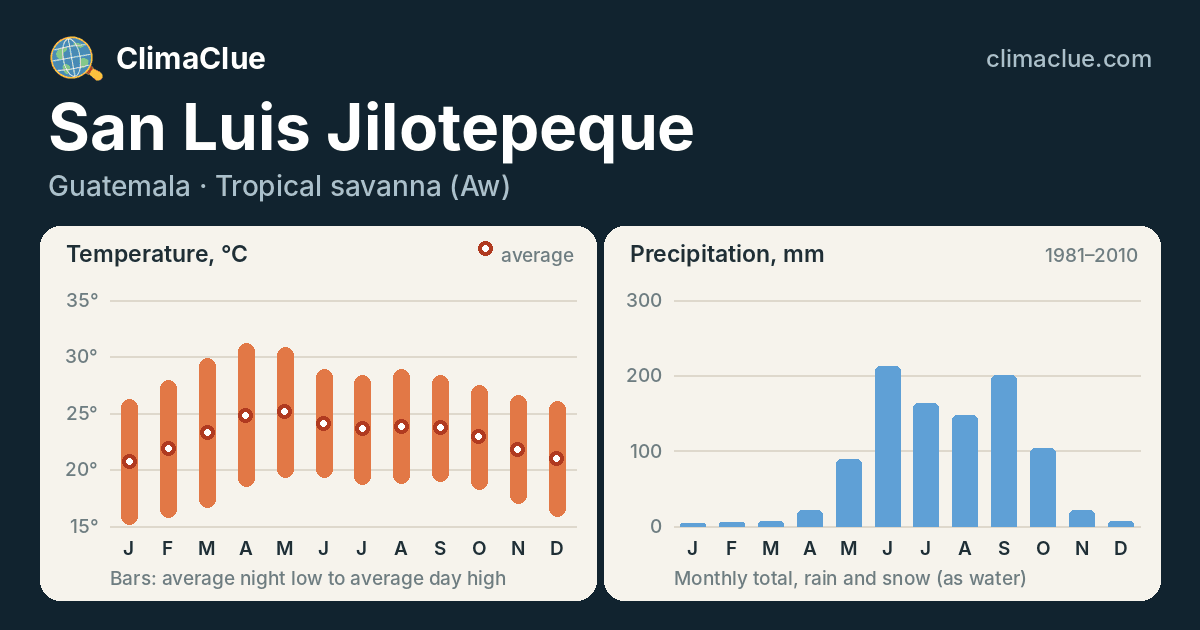 ClimaClue
climaclue.com
San Luis Jilotepeque
Guatemala · Tropical savanna (Aw)
Temperature, °C
average
35°
30°
25°
20°
15°
J F M A M J J A S O N D
Bars: average night low to average day high
Precipitation, mm
1981–2010
300
200
100
0
J F M A M J J A S O N D
Monthly total, rain and snow (as water)